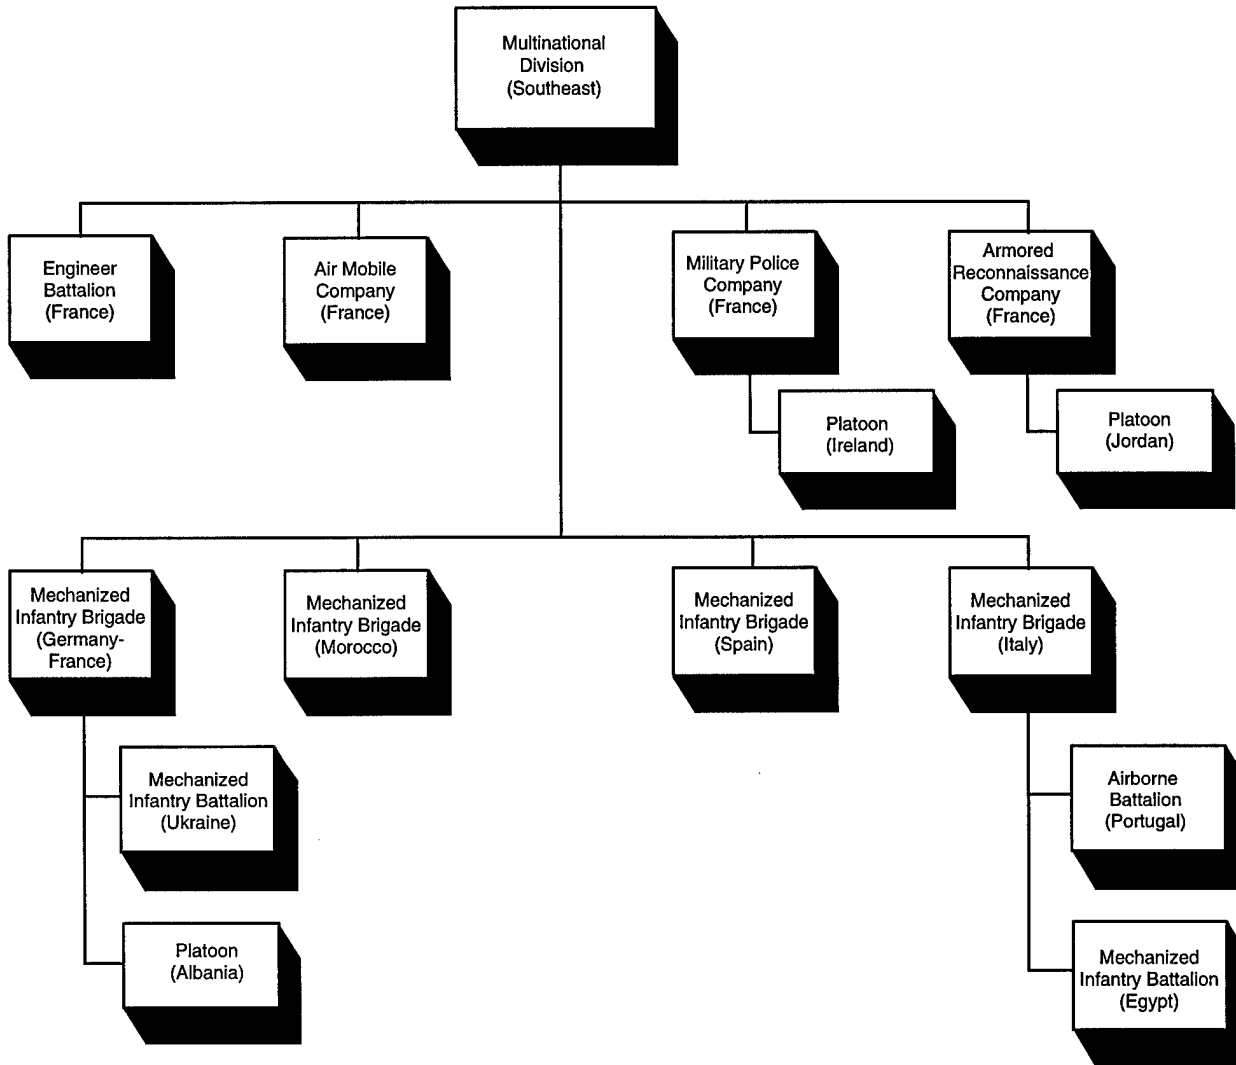 Multinational
Division
(Southeast)
Engineer
Battalion
(France)
Air Mobile
Company
(France)
Military Police
Company
(France)
Armored
Reconnaissance
Company
(France)
Platoon
(Ireland)
Platoon
(Jordan)
Mechanized
Infantry Brigade
(Germany-
France)
Mechanized
Infantry Brigade
(Morocco)
Mechanized
Infantry Brigade
(Spain)
Mechanized
Infantry Brigade
(Italy)
Mechanized
Infantry Battalion
(Ukraine)
Airborne
Battalion
(Portugal)
Platoon
(Albania)
Mechanized
Infantry Battalion
(Egypt)